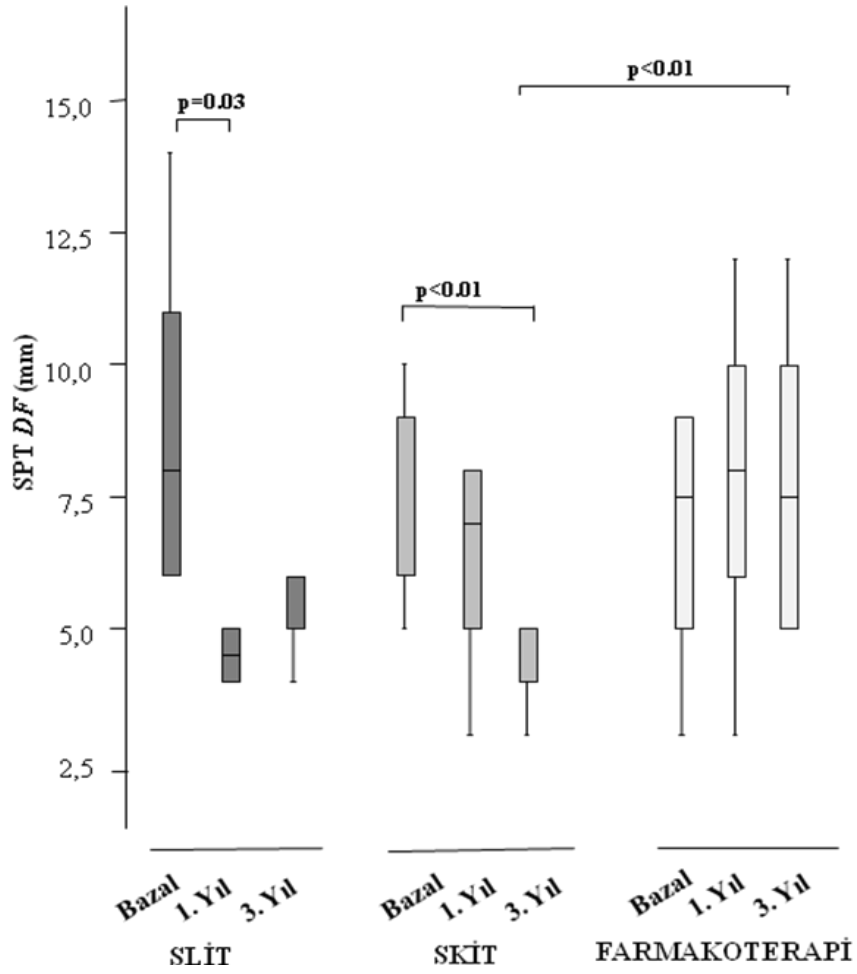 p<0.01
15,0
p=0.03
12,5
p<0.01
10,0
SPT DF (mm)
7,5
5,0
2,5
Bazal 1. Yıl 3. Yıl Bazal 1. Yıl 3. Yıl Bazal 1. Yıl 3. Yıl
SLİT SKİT FARMAKOTERAPİ